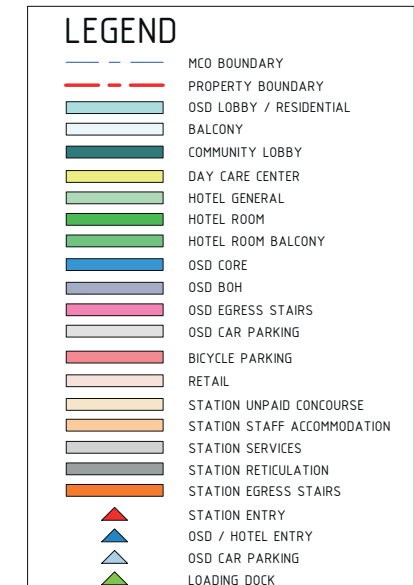 LEGEND
MCO BOUNDARY
PROPERTY BOUNDARY
OSD LOBBY / RESIDENTIAL
BALCONY
COMMUNITY LOBBY
DAY CARE CENTER
HOTEL GENERAL
HOTEL ROOM
HOTEL ROOM BALCONY
OSD CORE
OSD BOH
OSD EGRESS STAIRS
OSD CAR PARKING
BICYCLE PARKING
RETAIL
STATION UNPAID CONCOURSE
STATION STAFF ACCOMMODATION
STATION SERVICES
STATION RETICULATION
STATION EGRESS STAIRS
STATION ENTRY
OSD / HOTEL ENTRY
OSD CAR PARKING
LOADING DOCK